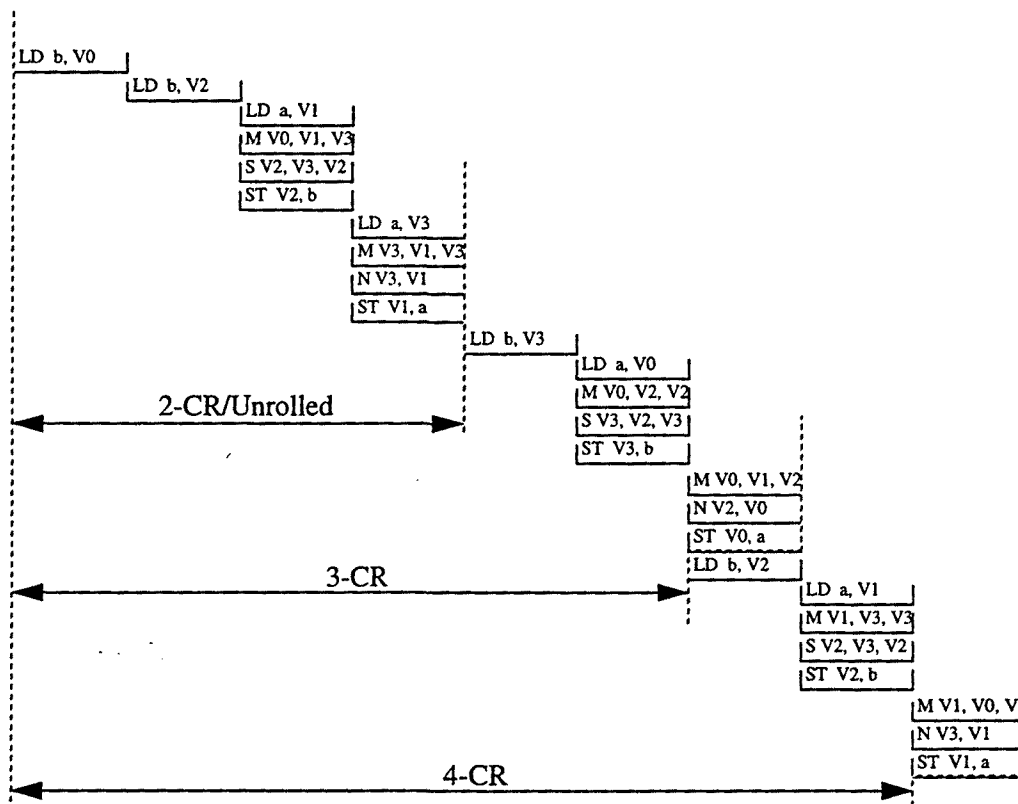 LD b, V0
LD b, V2
LD a, V1
M V0, V1, V3
S V2, V3, V2
ST V2, b
LD a, V3
M V3, V1, V3
N V3, V1
ST V1, a
LD b, V3
LD a, V0
M V0, V2, V2
2-CR/Unrolled
S V3, V2, V3
ST V3, b
M V0, V1, V2
N V2, V0
ST V0, a
LD b, V2
3-CR
LD a, V1
M V1, V3, V3
S V2, V3, V2
ST V2, b
M V1, V0, V
N V3, V1
ST V1, a
4-CR